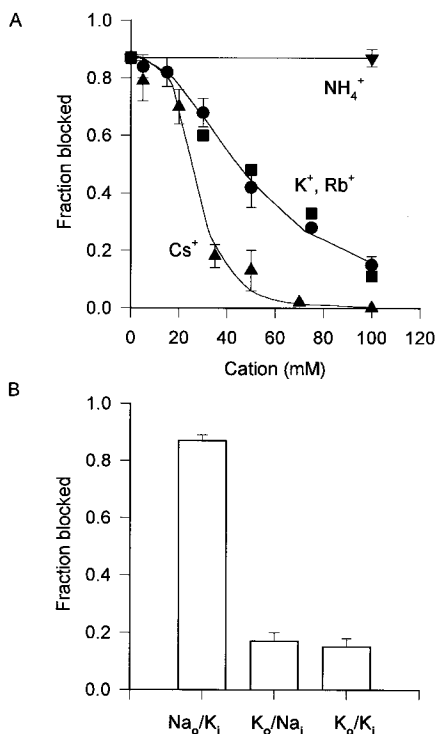 A
1.0
0.8
0.6
0.4
0.2
0.0
Fraction blocked
NH₄⁺
K⁺, Rb⁺
Cs⁺
0 20 40 60 80 100 120
Cation (mM)
B
1.0
0.8
0.6
0.4
0.2
0.0
Fraction blocked
Naₒ/Kᵢ Kₒ/Naᵢ Kₒ/Kᵢ